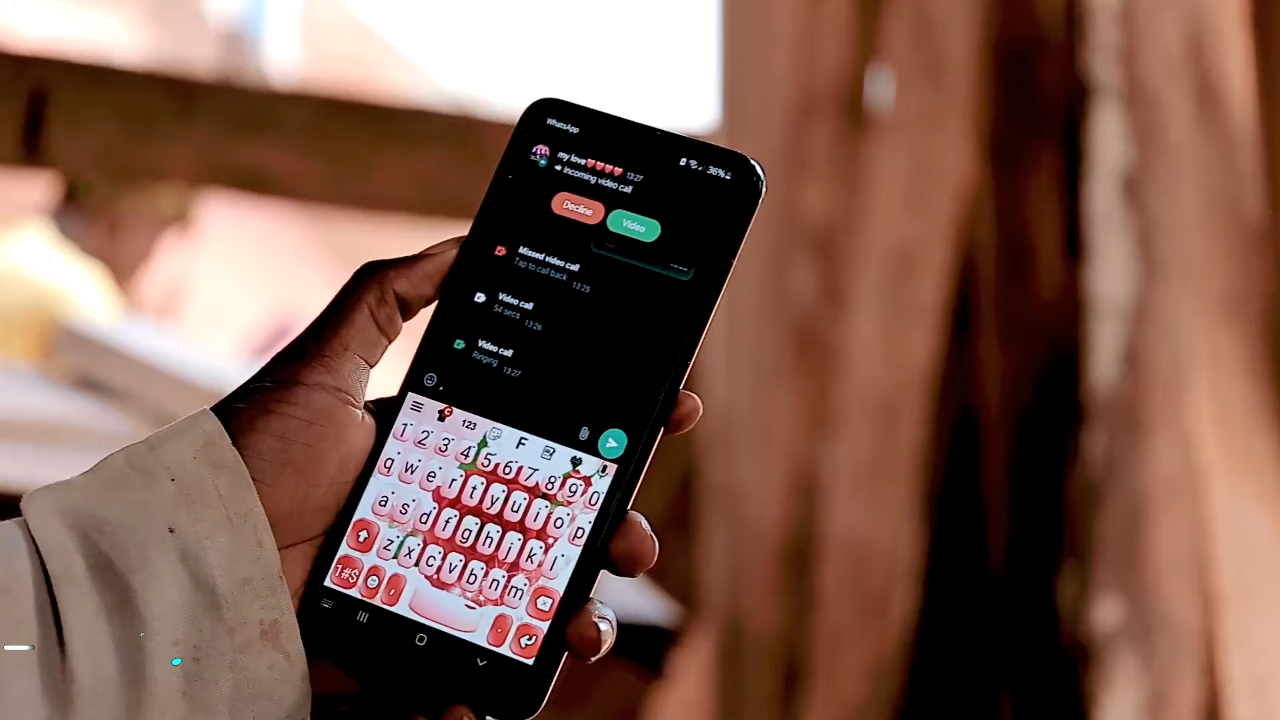 WhatsApp
36%
my love❤❤❤❤ 13:27
Incoming video call
Decline Video
Missed video call
Tap to call back 13:25
Video call
54 secs 13:26
Video call
Ringing 13:27
123 F
1 2 3 4 5 6 7 8 9 0
q w e r t y u i o p
a s d f g h j k l
z x c v b n m
1#$ , .